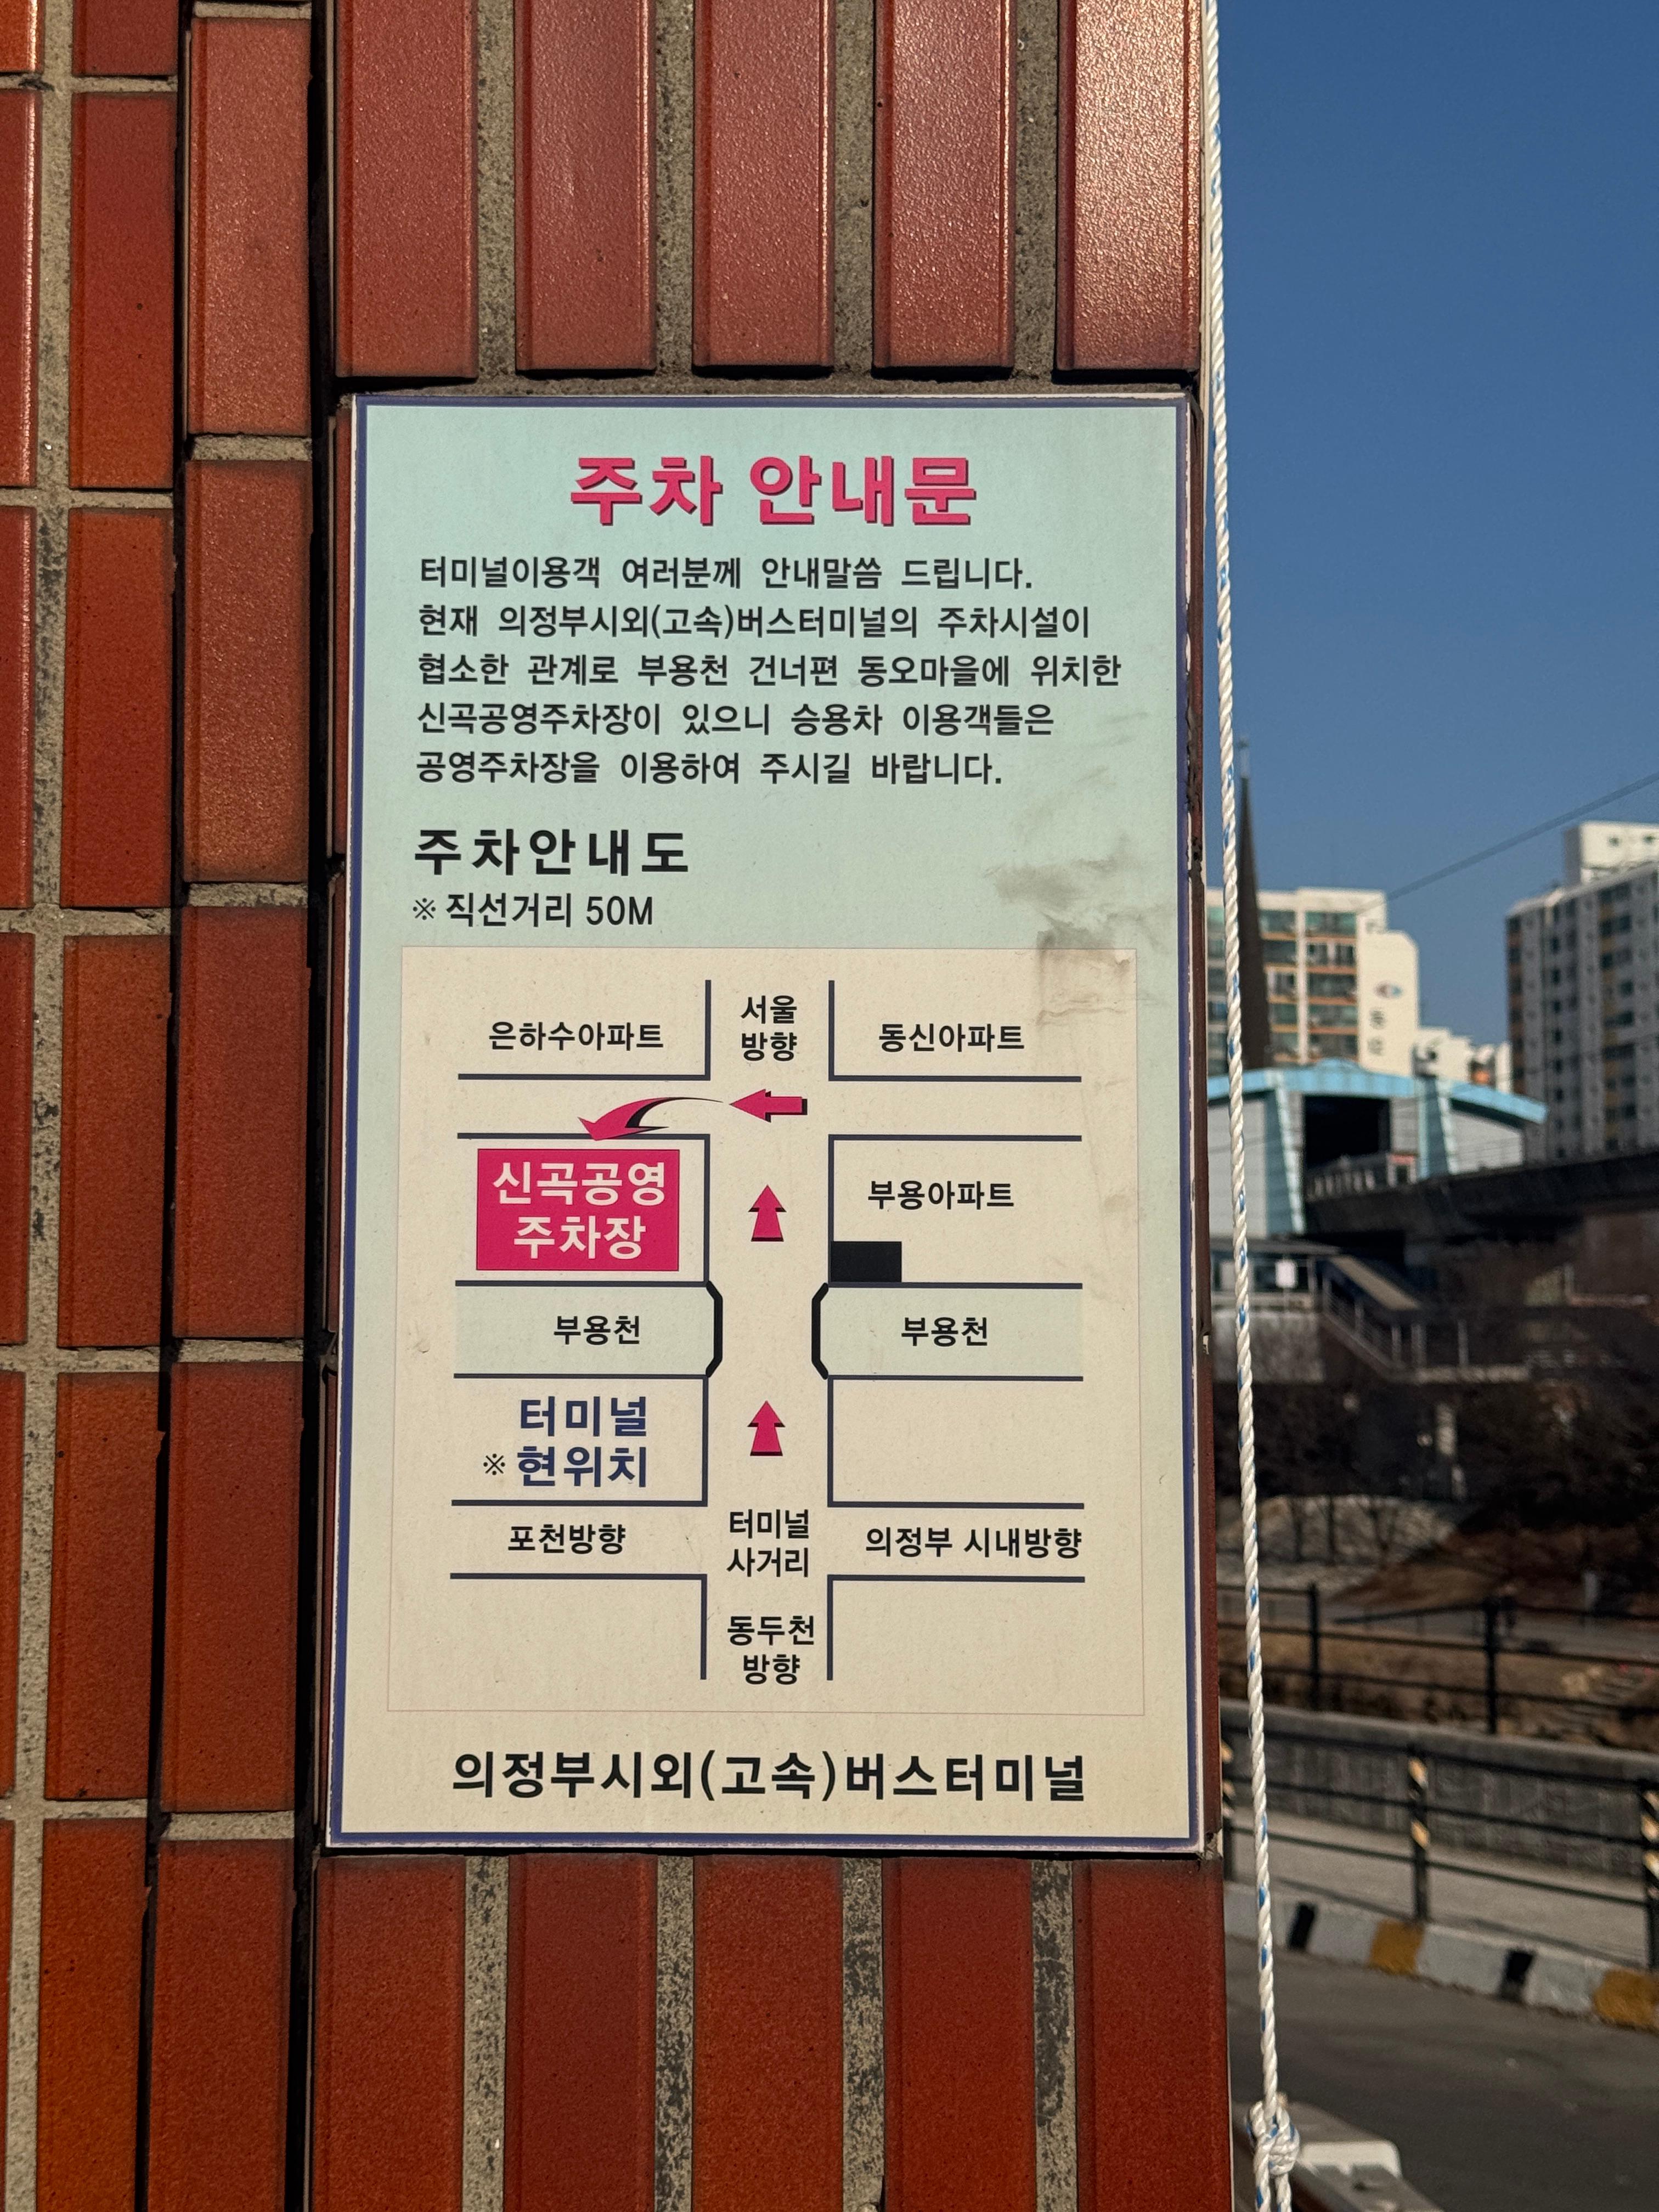 주차 안내문
터미널이용객 여러분께 안내말씀 드립니다.
현재 의정부시외(고속)버스터미널의 주차시설이
협소한 관계로 부용천 건너편 동오마을에 위치한
신곡공영주차장이 있으니 승용차 이용객들은
공영주차장을 이용하여 주시길 바랍니다.
주차안내도
※ 직선거리 50M
은하수아파트
서울
방향
동신아파트
신곡공영
주차장
부용아파트
부용천
부용천
터미널
※ 현위치
포천방향
터미널
사거리
의정부 시내방향
동두천
방향
의정부시외(고속)버스터미널